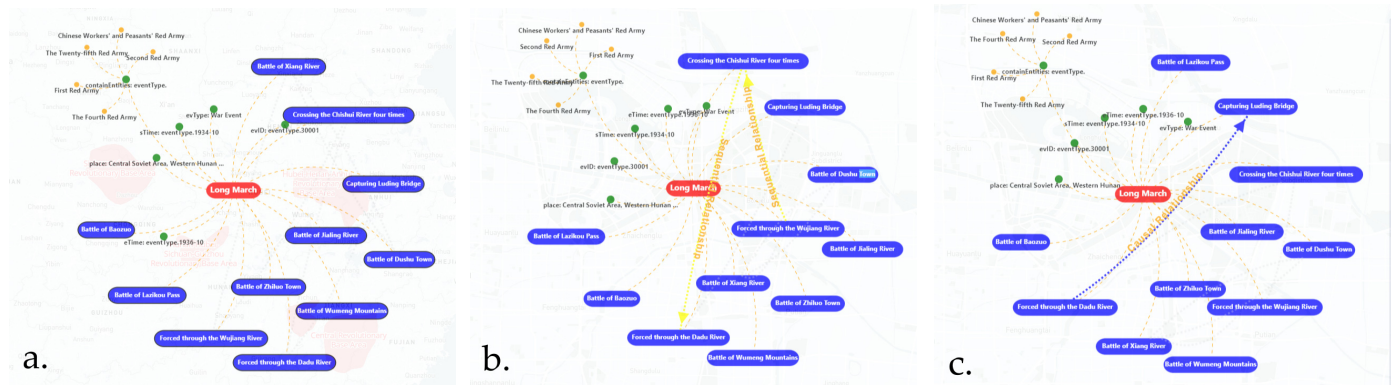 Chinese Workers' and Peasants' Red Army
The Twenty-fifth Red Army
Second Red Army
containEntities: eventType.
First Red Army
The Fourth Red Army
evType: War Event
sTime: eventType.1934-10
evID: eventType.30001
place: Central Soviet Area, Western Hunan ...
Battle of Xiang River
Crossing the Chishui River four times
Long March
Capturing Luding Bridge
Battle of Baozuo
eTime: eventType.1936-10
Battle of Jialing River
Battle of Dushu Town
Battle of Lazikou Pass
Battle of Zhiluo Town
Battle of Wumeng Mountains
Forced through the Wujiang River
Forced through the Dadu River
a.
Chinese Workers' and Peasants' Red Army
Second Red Army
First Red Army
The Twenty-fifth Red Army
containEntities: eventType.
The Fourth Red Army
Crossing the Chishui River four times
Capturing Luding Bridge
eTime: eventType.1936-10
evType: War Event
sTime: eventType.1934-10
evID: eventType.30001
Battle of Dushu Town
Long March
place: Central Soviet Area, Western Hunan ...
Sequential Relationship
Sequential Relationship
Battle of Lazikou Pass
Forced through the Wujiang River
Battle of Jialing River
Battle of Xiang River
Battle of Baozuo
Battle of Zhiluo Town
Forced through the Dadu River
Battle of Wumeng Mountains
b.
Chinese Workers' and Peasants' Red Army
The Fourth Red Army
Second Red Army
containEntities: eventType.
First Red Army
The Twenty-fifth Red Army
Battle of Lazikou Pass
Capturing Luding Bridge
eTime: eventType.1936-10
sTime: eventType.1934-10
evType: War Event
evID: eventType.30001
place: Central Soviet Area, Western Hunan
Crossing the Chishui River four times
Long March
Causal Relationship
Battle of Baozuo
Battle of Jialing River
Battle of Dushu Town
Battle of Zhiluo Town
Forced through the Dadu River
Forced through the Wujiang River
Battle of Xiang River
Battle of Wumeng Mountains
c.